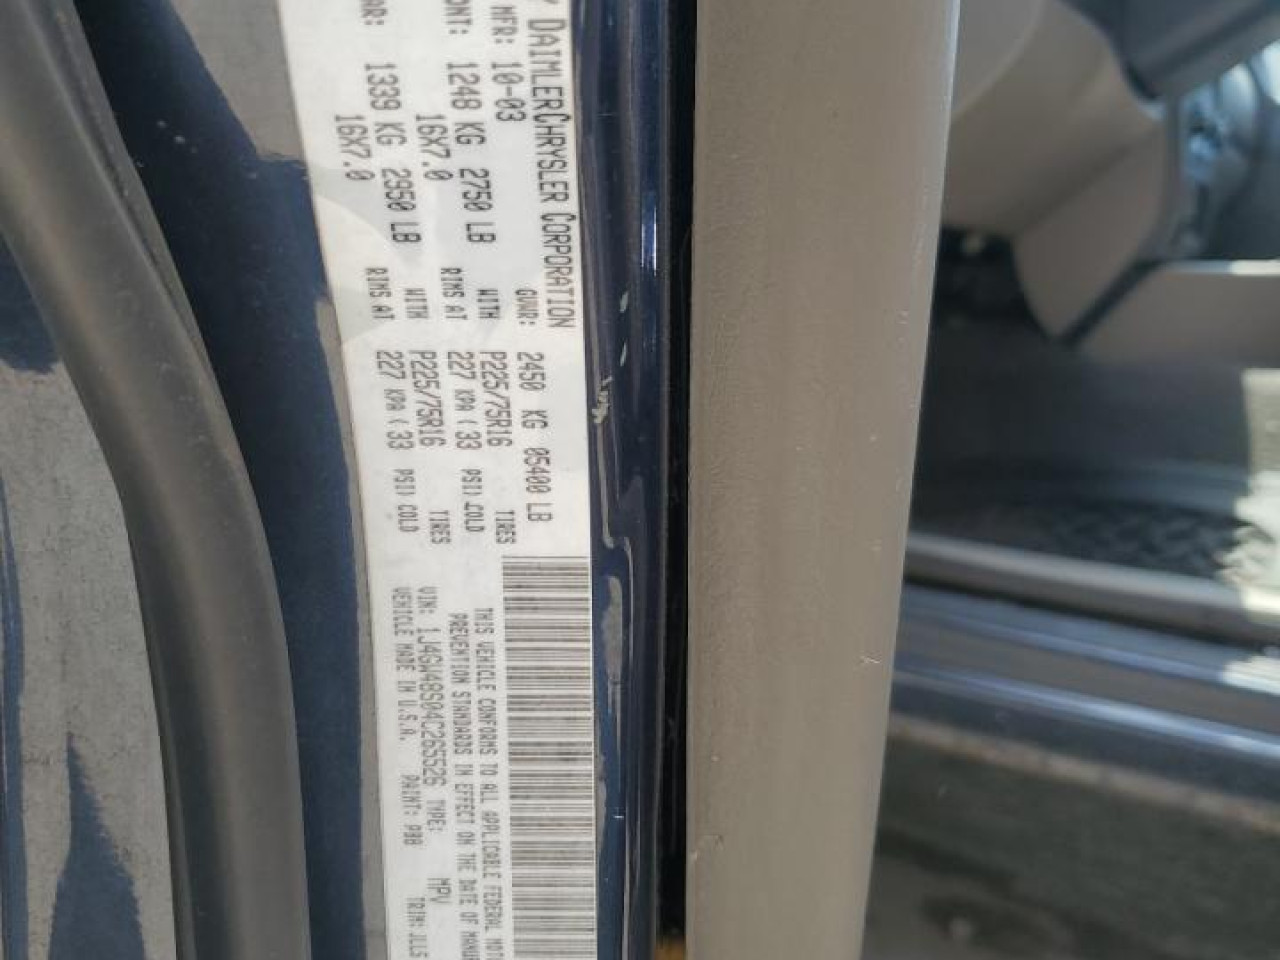 DAIMLERCHRYSLER CORPORATION
MFR: 10-03 GVWR: 2450 KG 05400 LB
1248 KG 2750 LB WITH P225/75R16 TIRES
16X7.0 RIMS AT 227 KPA ( 33 PSI) COLD
1339 KG 2950 LB WITH P225/75R16 TIRES
16X7.0 RIMS AT 227 KPA ( 33 PSI) COLD
THIS VEHICLE CONFORMS TO ALL APPLICABLE FEDERAL
PREVENTION STANDARDS IN EFFECT ON THE DATE OF
VIN: 1J4GW48S04C265526 TYPE: MPV
VEHICLE MADE IN U.S.A. PAINT: PBB TRIM: